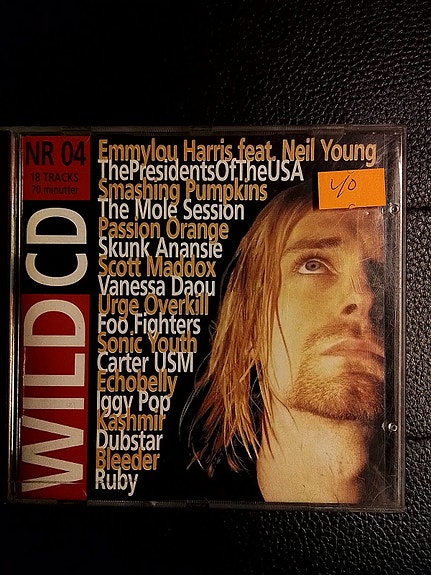 NR 04
18 TRACKS
70 minutter
WILD CD
Emmylou Harris feat. Neil Young
ThePresidentsOfTheUSA
Smashing Pumpkins
The Mole Session
Passion Orange
Skunk Anansie
Scott Maddox
Vanessa Daou
Urge Overkill
Foo Fighters
Sonic Youth
Carter USM
Echobelly
Iggy Pop
Kashmir
Dubstar
Bleeder
Ruby